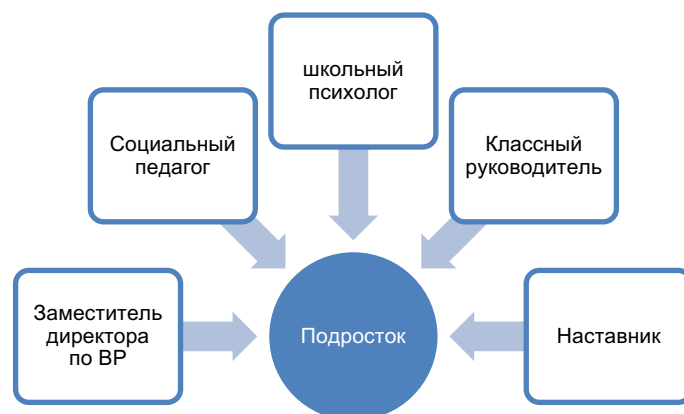 школьный
психолог
Социальный
педагог
Классный
руководитель
Заместитель
директора
по ВР
Подросток
Наставник